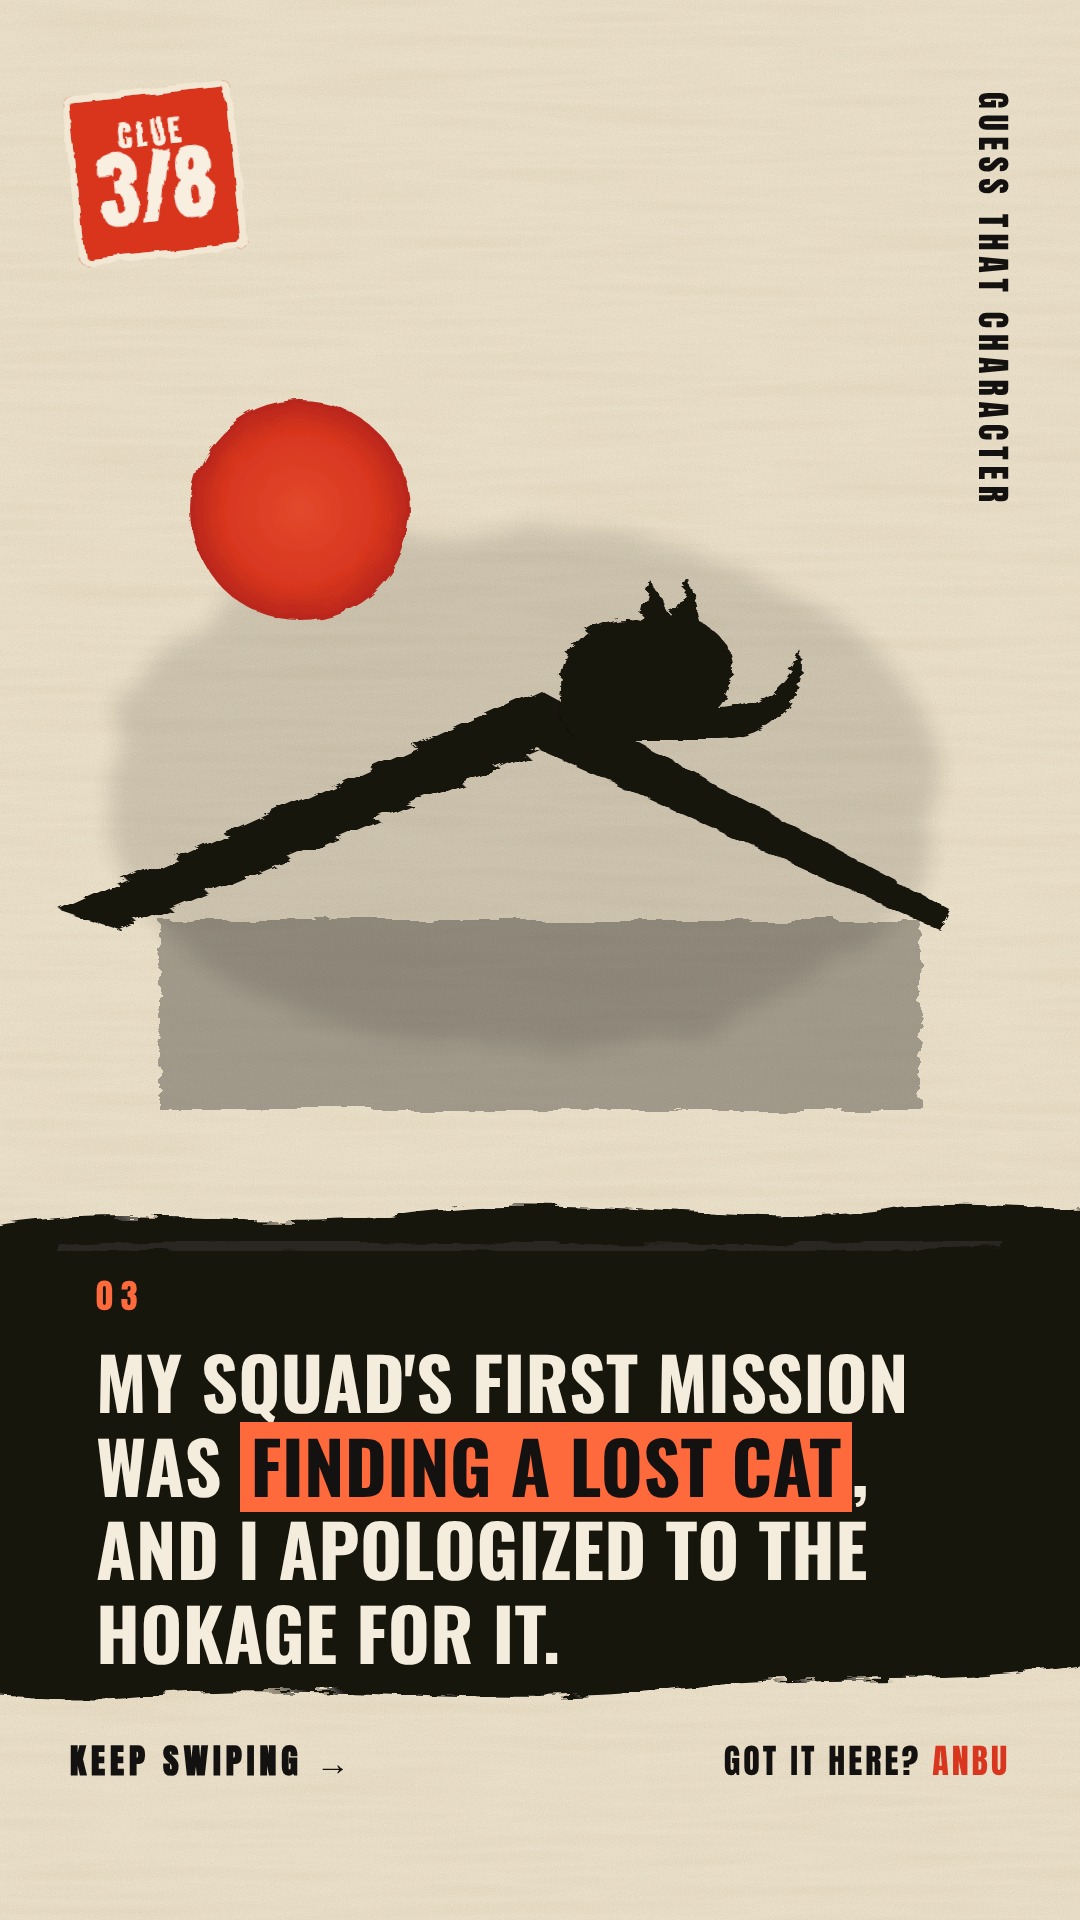 CLUE
3/8
GUESS THAT CHARACTER
03
MY SQUAD'S FIRST MISSION
WAS FINDING A LOST CAT,
AND I APOLOGIZED TO THE
HOKAGE FOR IT.
KEEP SWIPING →
GOT IT HERE? ANBU